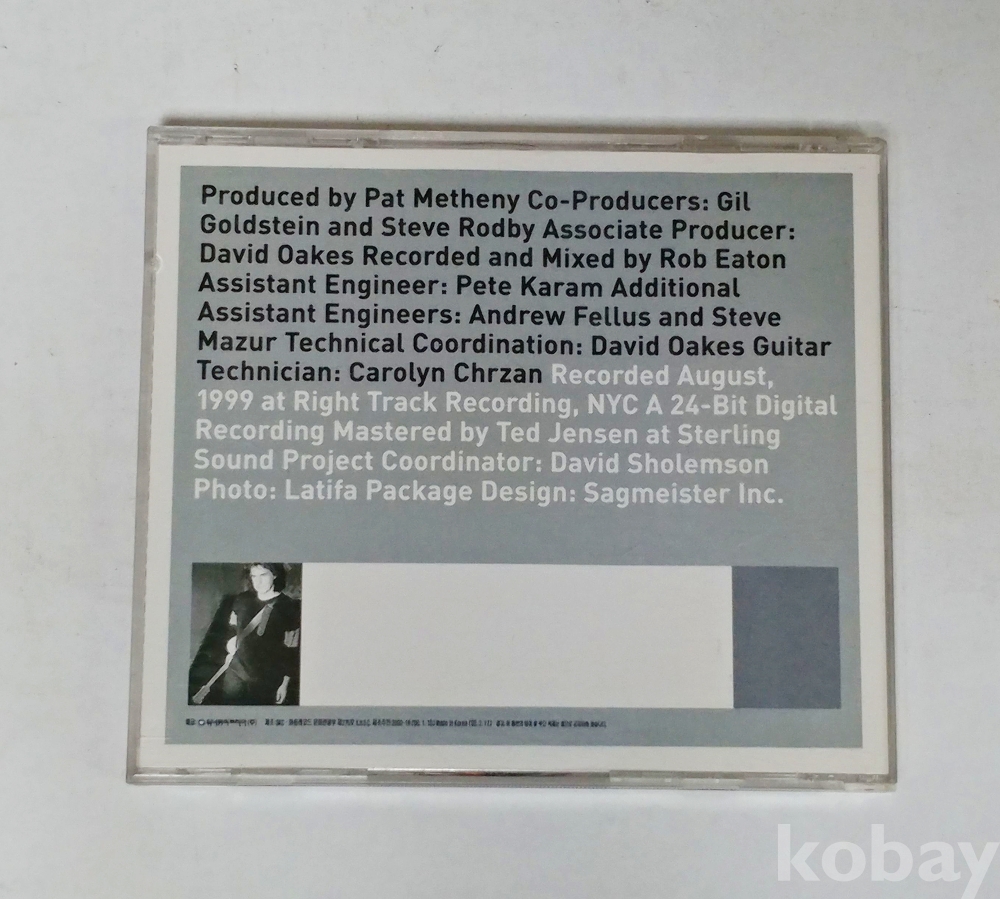 Produced by Pat Metheny Co-Producers: Gil
Goldstein and Steve Rodby Associate Producer:
David Oakes Recorded and Mixed by Rob Eaton
Assistant Engineer: Pete Karam Additional
Assistant Engineers: Andrew Fellus and Steve
Mazur Technical Coordination: David Oakes Guitar
Technician: Carolyn Chrzan Recorded August,
1999 at Right Track Recording, NYC A 24-Bit Digital
Recording Mastered by Ted Jensen at Sterling
Sound Project Coordinator: David Sholemson
Photo: Latifa Package Design: Sagmeister Inc.
kobay